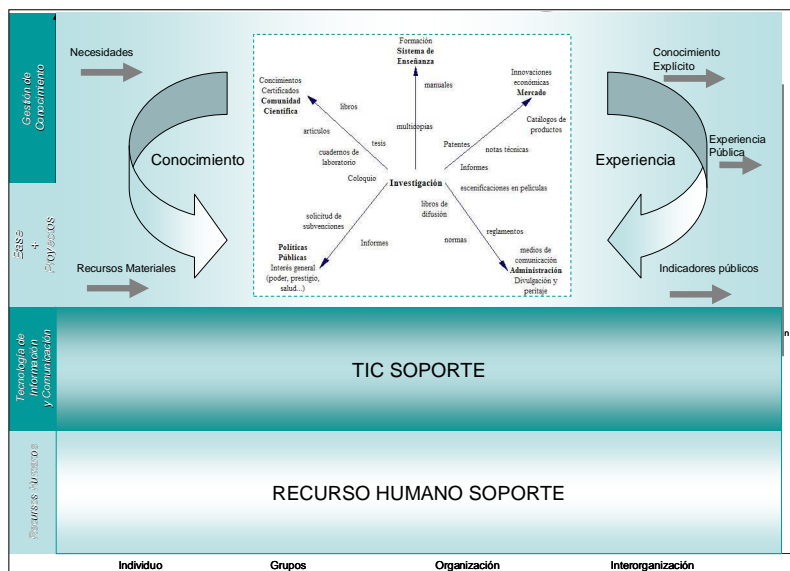 Gestión de
Conocimiento
Base
+
Proyectos
Tecnología de
Información
y Comunicación
Recursos Humanos
Necesidades
Conocimiento
Recursos Materiales
Formación
Sistema de
Enseñanza
Concimientos
Certificados
Comunidad
Científica
Innovaciones
económicas
Mercado
manuales
libros
artículos
multicopias
tesis
cuadernos de
laboratorio
Coloquio
Catálogos de
productos
Patentes
notas técnicas
Informes
Investigación
escenificaciones en películas
libros de
difusión
solicitud de
subvenciones
reglamentos
normas
Informes
Políticas
Públicas
Interés general
(poder, prestigio,
salud...)
medios de
comunicación
Administración
Divulgación y
peritaje
Conocimiento
Explícito
Experiencia
Experiencia
Pública
Indicadores públicos
n
TIC SOPORTE
RECURSO HUMANO SOPORTE
Individuo
Grupos
Organización
Interorganización